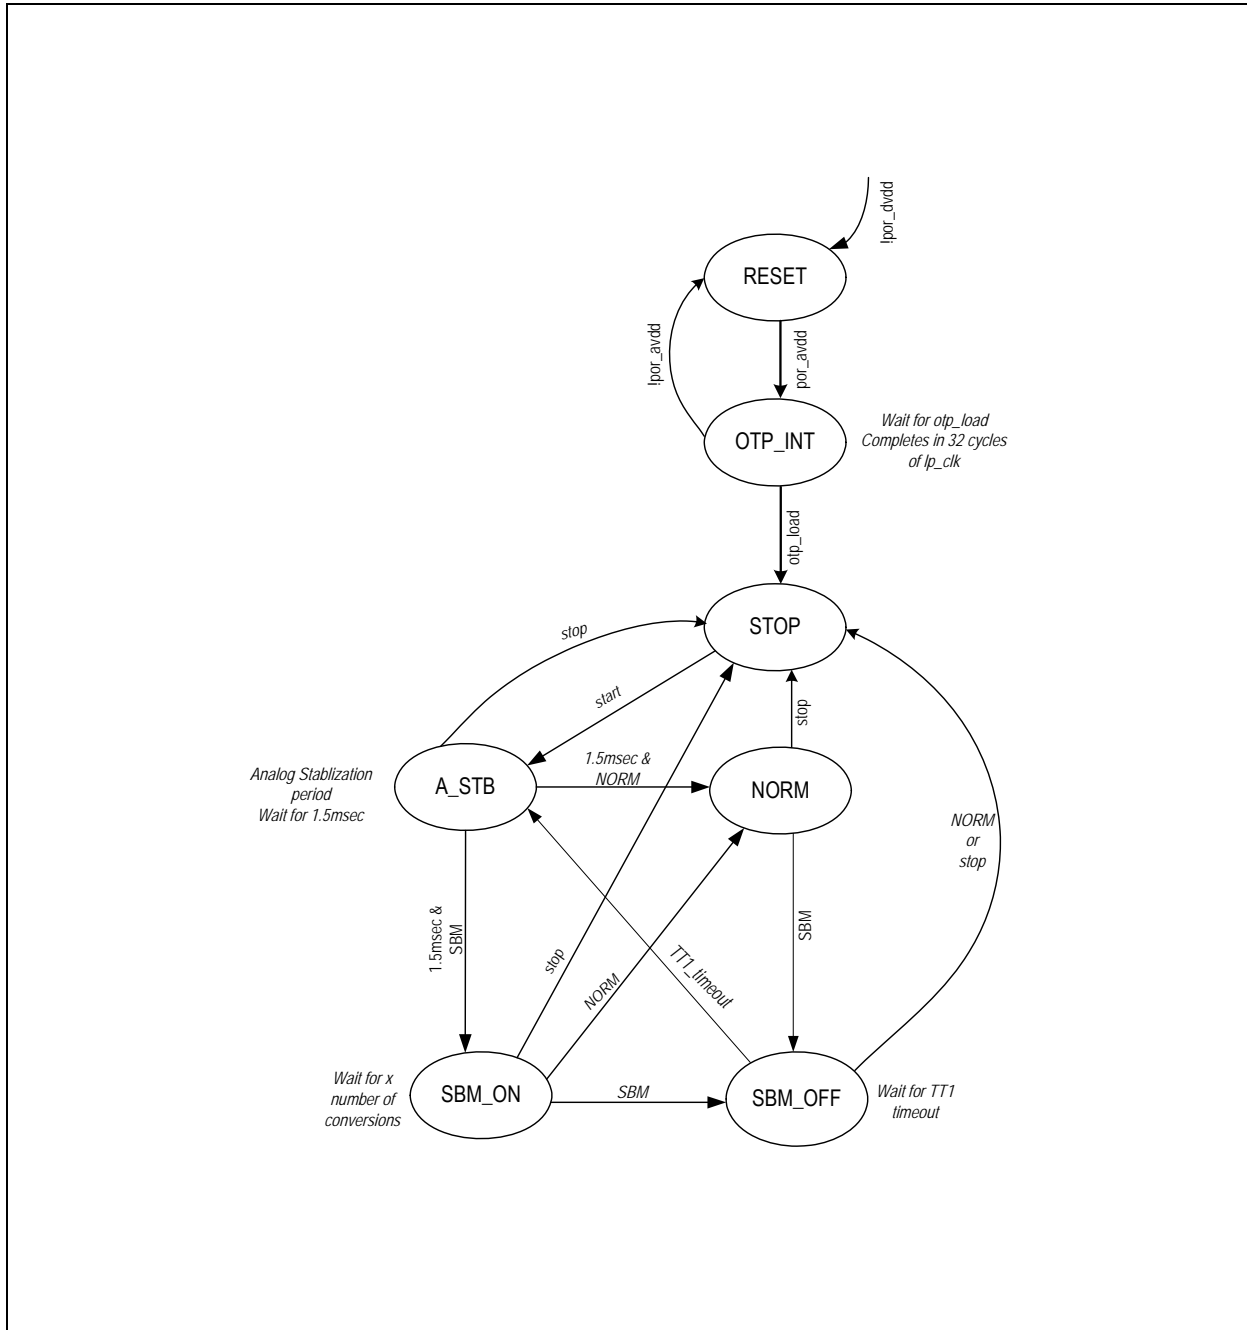 !por_dvdd
RESET
!por_avdd
por_avdd
OTP_INT
Wait for otp_load
Completes in 32 cycles
of lp_clk
otp_load
STOP
stop
start
stop
Analog Stablization
period
Wait for 1.5msec
A_STB
1.5msec &
NORM
NORM
NORM
or
stop
1.5msec &
SBM
stop
NORM
TT1_timeout
SBM
Wait for x
number of
conversions
SBM_ON
SBM
SBM_OFF
Wait for TT1
timeout